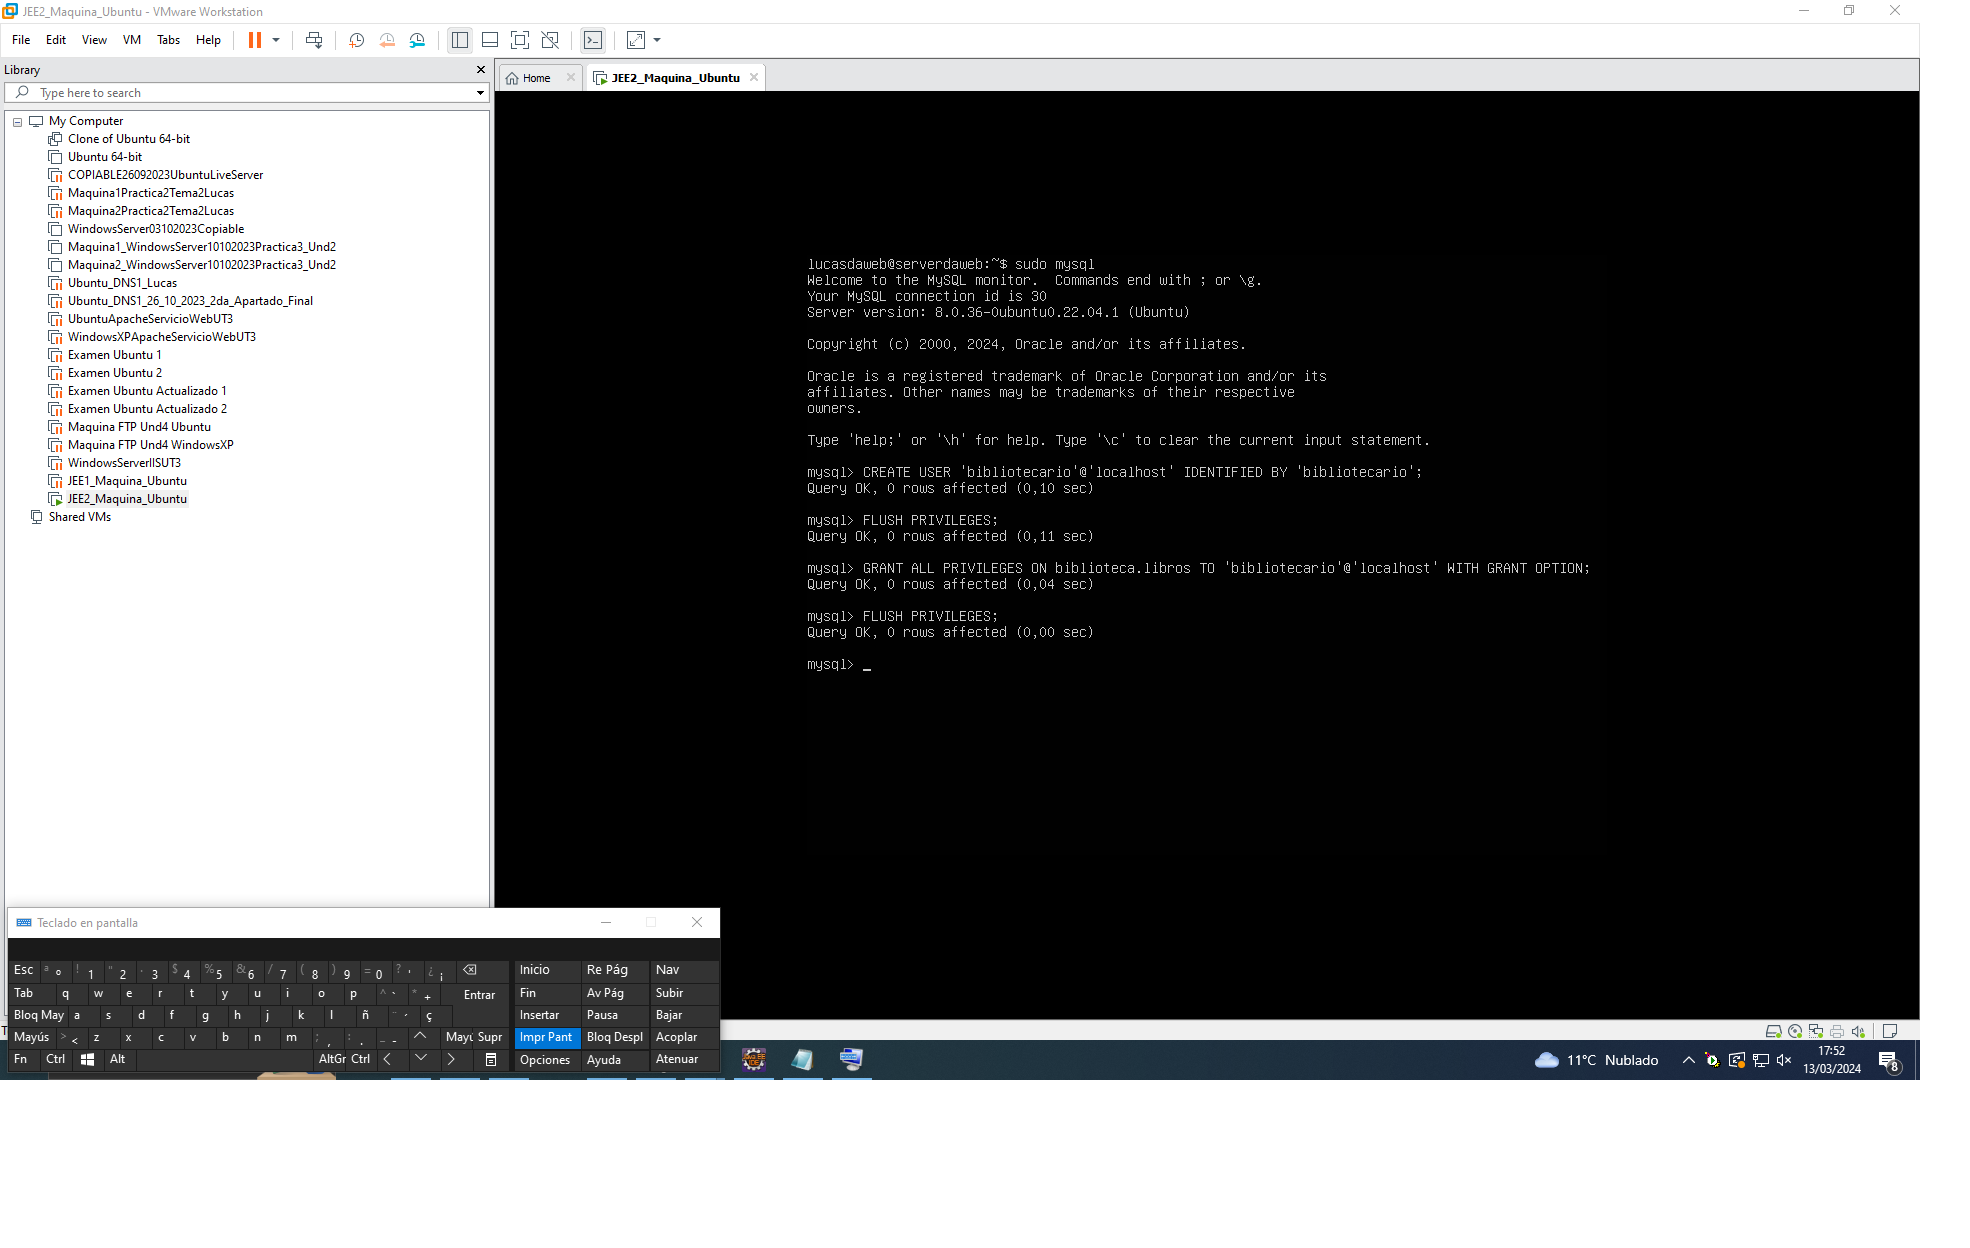 JEE2_Maquina_Ubuntu - VMware Workstation
File Edit View VM Tabs Help
Library
Type here to search
My Computer
Clone of Ubuntu 64-bit
Ubuntu 64-bit
COPIABLE26092023UbuntuLiveServer
Maquina1Practica2Tema2Lucas
Maquina2Practica2Tema2Lucas
WindowsServer03102023Copiable
Maquina1_WindowsServer10102023Practica3_Und2
Maquina2_WindowsServer10102023Practica3_Und2
Ubuntu_DNS1_Lucas
Ubuntu_DNS1_26_10_2023_2da_Apartado_Final
UbuntuApacheServicioWebUT3
WindowsXPApacheServicioWebUT3
Examen Ubuntu 1
Examen Ubuntu 2
Examen Ubuntu Actualizado 1
Examen Ubuntu Actualizado 2
Maquina FTP Und4 Ubuntu
Maquina FTP Und4 WindowsXP
WindowsServerIISUT3
JEE1_Maquina_Ubuntu
JEE2_Maquina_Ubuntu
Shared VMs
Home JEE2_Maquina_Ubuntu
lucasdaweb@serverdaweb:~$ sudo mysql
Welcome to the MySQL monitor.  Commands end with ; or \g.
Your MySQL connection id is 30
Server version: 8.0.36-0ubuntu0.22.04.1 (Ubuntu)
Copyright (c) 2000, 2024, Oracle and/or its affiliates.
Oracle is a registered trademark of Oracle Corporation and/or its
affiliates. Other names may be trademarks of their respective
owners.
Type 'help;' or '\h' for help. Type '\c' to clear the current input statement.
mysql> CREATE USER 'bibliotecario'@'localhost' IDENTIFIED BY 'bibliotecario';
Query OK, 0 rows affected (0,10 sec)
mysql> FLUSH PRIVILEGES;
Query OK, 0 rows affected (0,11 sec)
mysql> GRANT ALL PRIVILEGES ON biblioteca.libros TO 'bibliotecario'@'localhost' WITH GRANT OPTION;
Query OK, 0 rows affected (0,04 sec)
mysql> FLUSH PRIVILEGES;
Query OK, 0 rows affected (0,00 sec)
mysql> _
Teclado en pantalla
Esc ª º ! 1 " 2 · 3 $ 4 % 5 & 6 / 7 ( 8 ) 9 = 0 ? ' ¿ ¡ Inicio Re Pág Nav
Tab q w e r t y u i o p ^ ` * + Entrar Fin Av Pág Subir
Bloq May a s d f g h j k l ñ ¨ ´ ç Insertar Pausa Bajar
Mayús > < z x c v b n m ; , : . _ - Mayú Supr Impr Pant Bloq Despl Acoplar
Fn Ctrl Alt AltGr Ctrl Opciones Ayuda Atenuar
11°C Nublado
17:52
13/03/2024
8